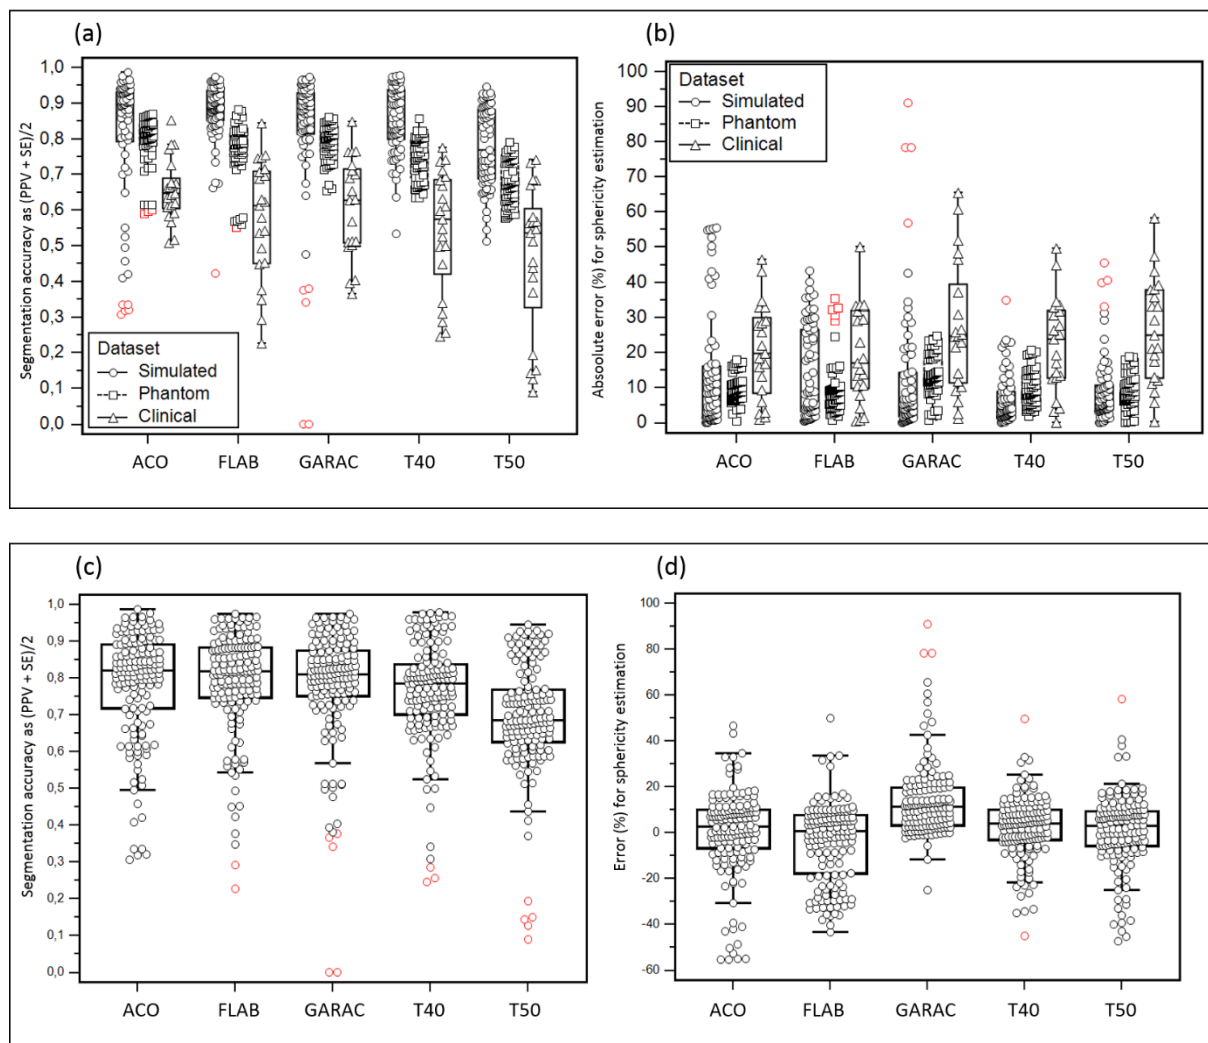 (a)
Segmentation accuracy as (PPV + SE)/2
1,0
0,9
0,8
0,7
0,6
0,5
0,4
0,3
0,2
0,1
0,0
Dataset
Simulated
Phantom
Clinical
ACO FLAB GARAC T40 T50
(b)
Absolute error (%) for sphericity estimation
100
90
80
70
60
50
40
30
20
10
0
Dataset
Simulated
Phantom
Clinical
ACO FLAB GARAC T40 T50
(c)
Segmentation accuracy as (PPV + SE)/2
1,0
0,9
0,8
0,7
0,6
0,5
0,4
0,3
0,2
0,1
0,0
ACO FLAB GARAC T40 T50
(d)
Error (%) for sphericity estimation
100
80
60
40
20
0
-20
-40
-60
ACO FLAB GARAC T40 T50